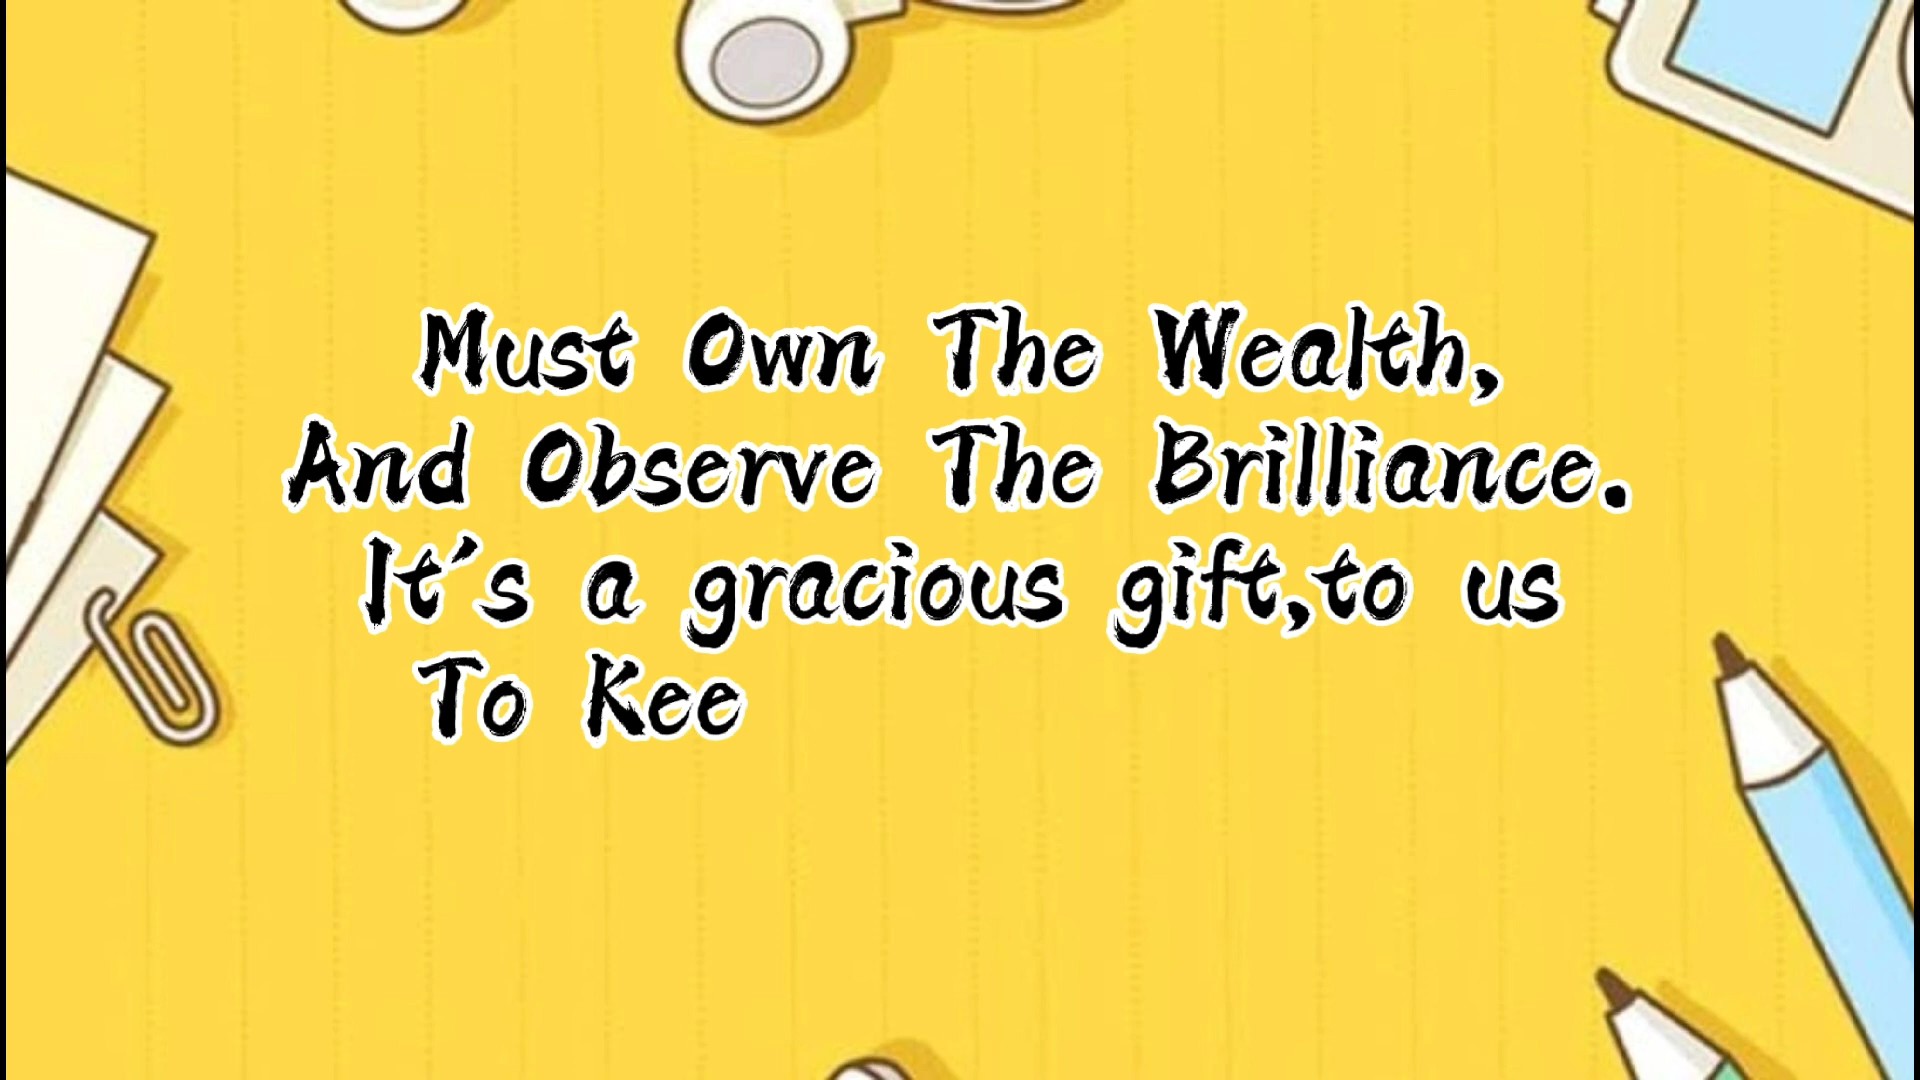 Must Own The Wealth,
And Observe The Brilliance.
It's a gracious gift,to us
To Kee